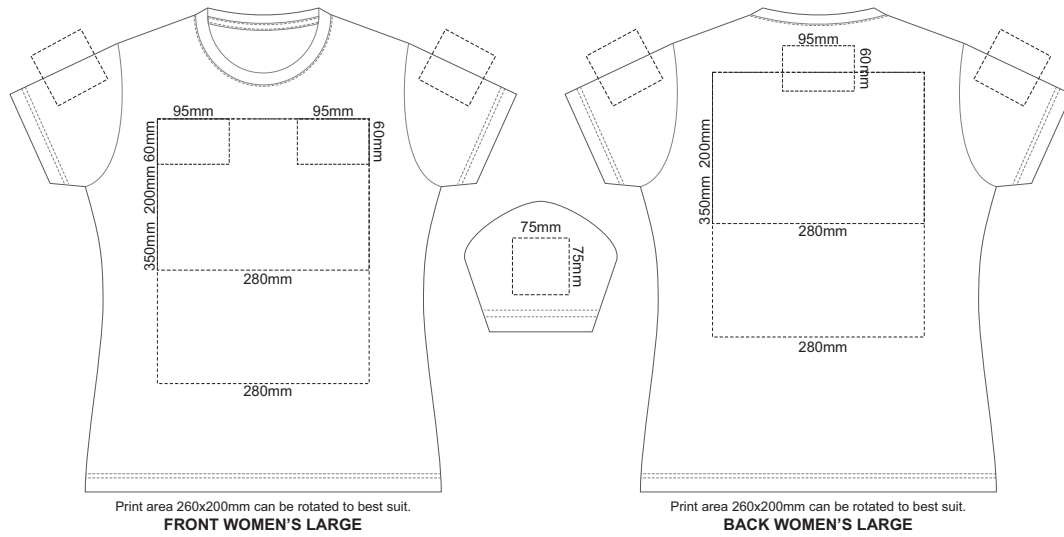 95mm
95mm
60mm
60mm
200mm
350mm
280mm
280mm
Print area 260x200mm can be rotated to best suit.
FRONT WOMEN'S LARGE
75mm
75mm
95mm
60mm
200mm
350mm
280mm
280mm
Print area 260x200mm can be rotated to best suit.
BACK WOMEN'S LARGE